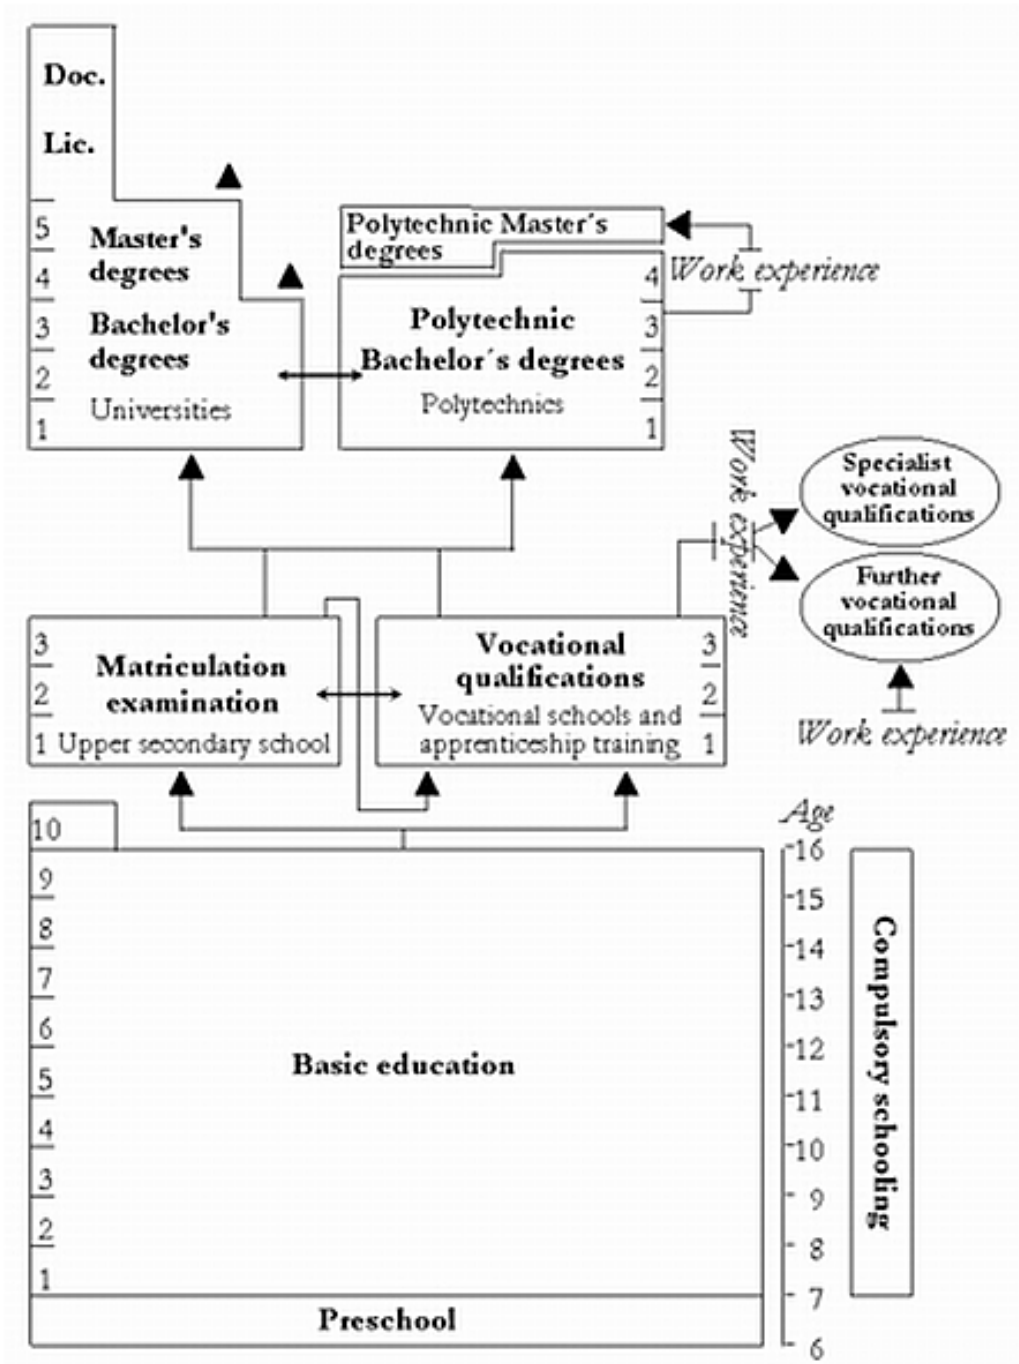 Doc.
Lic.
5
4
3
2
1
Master's
degrees
Bachelor's
degrees
Universities
Polytechnic Master´s
degrees
Polytechnic
Bachelor´s degrees
Polytechnics
4
3
2
1
Work experience
Work experience
Specialist
vocational
qualifications
Further
vocational
qualifications
Work experience
3
2
1
Matriculation
examination
Upper secondary school
Vocational
qualifications
Vocational schools and
apprenticeship training
3
2
1
10
9
8
7
6
5
4
3
2
1
Basic education
Preschool
Age
16
15
14
13
12
11
10
9
8
7
6
Compulsory schooling